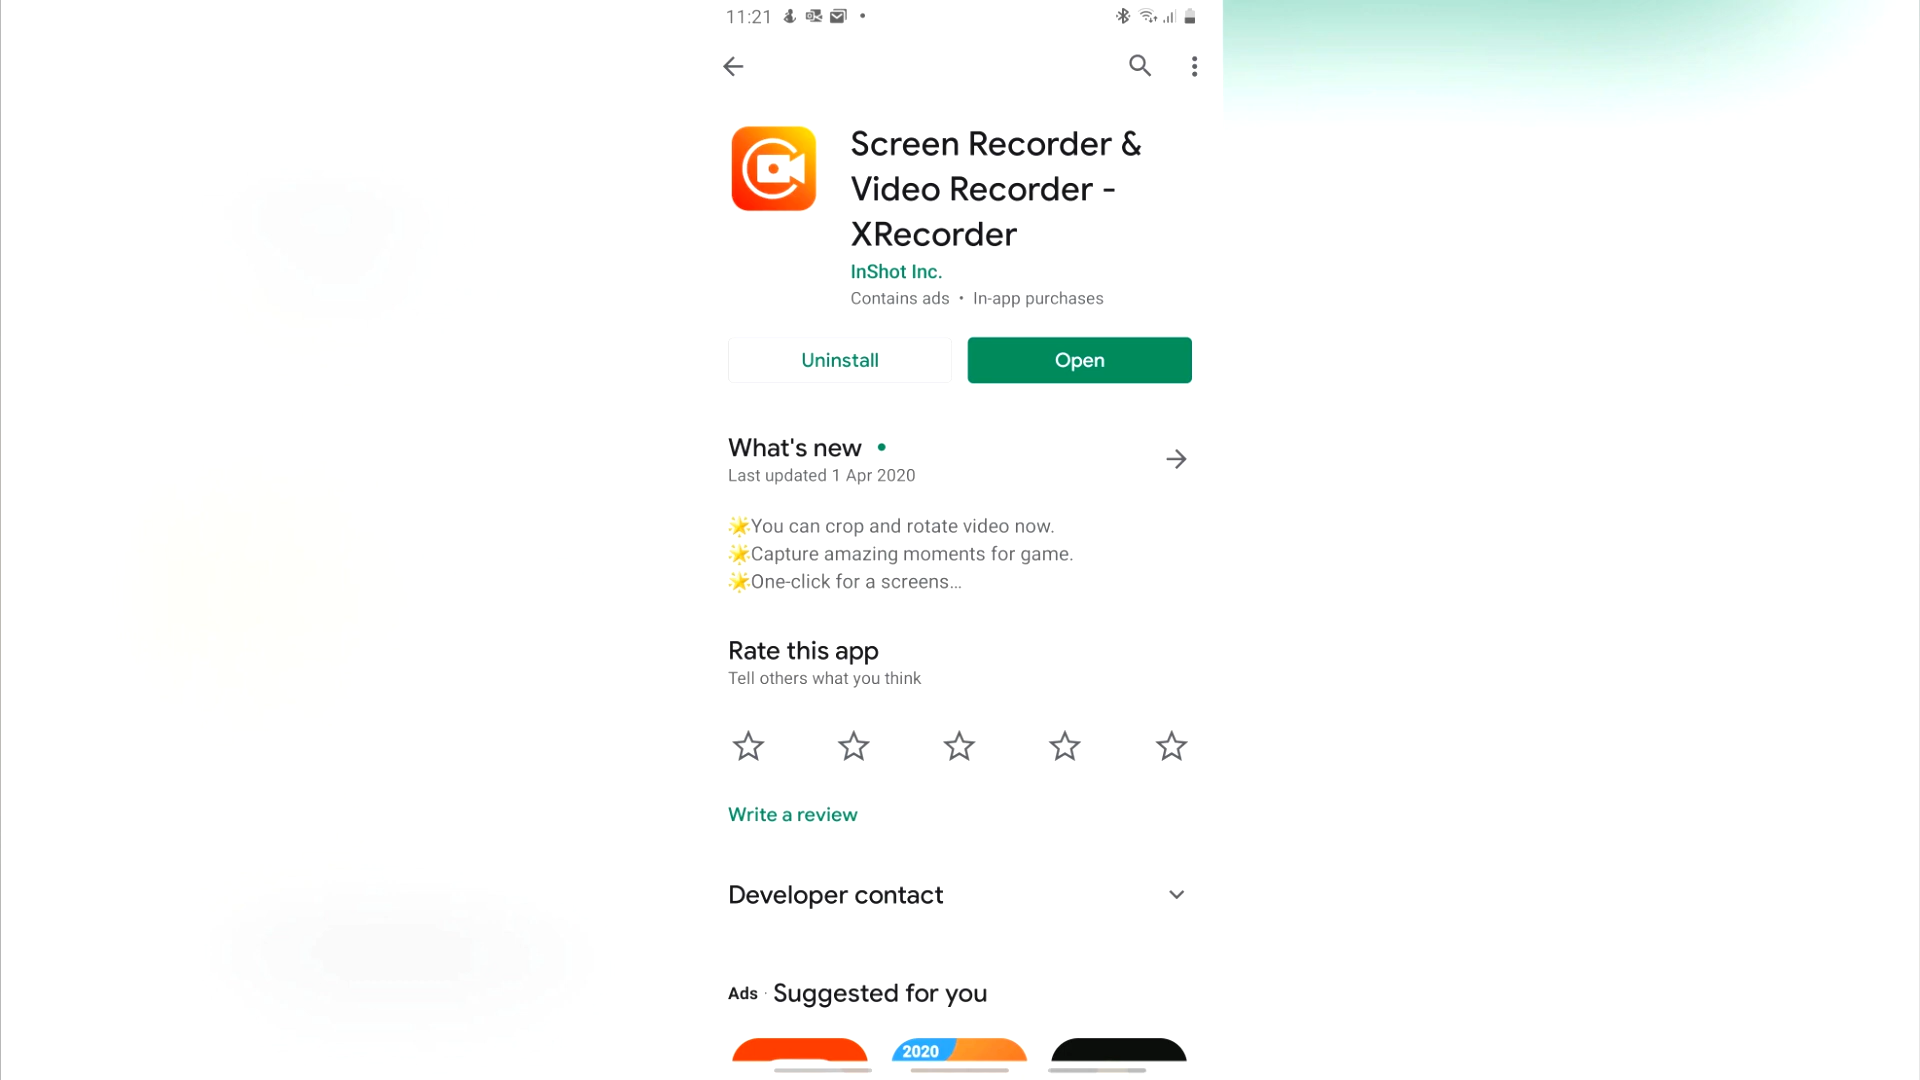 11:21
Screen Recorder &
Video Recorder -
XRecorder
InShot Inc.
Contains ads • In-app purchases
Uninstall
Open
What's new •
Last updated 1 Apr 2020
🌟You can crop and rotate video now.
🌟Capture amazing moments for game.
🌟One-click for a screens…
Rate this app
Tell others what you think
Write a review
Developer contact
Ads · Suggested for you
2020